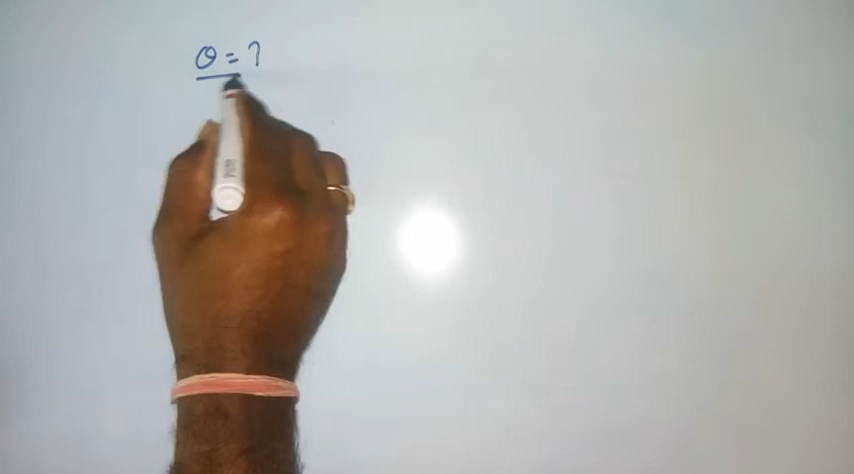 θ = ?